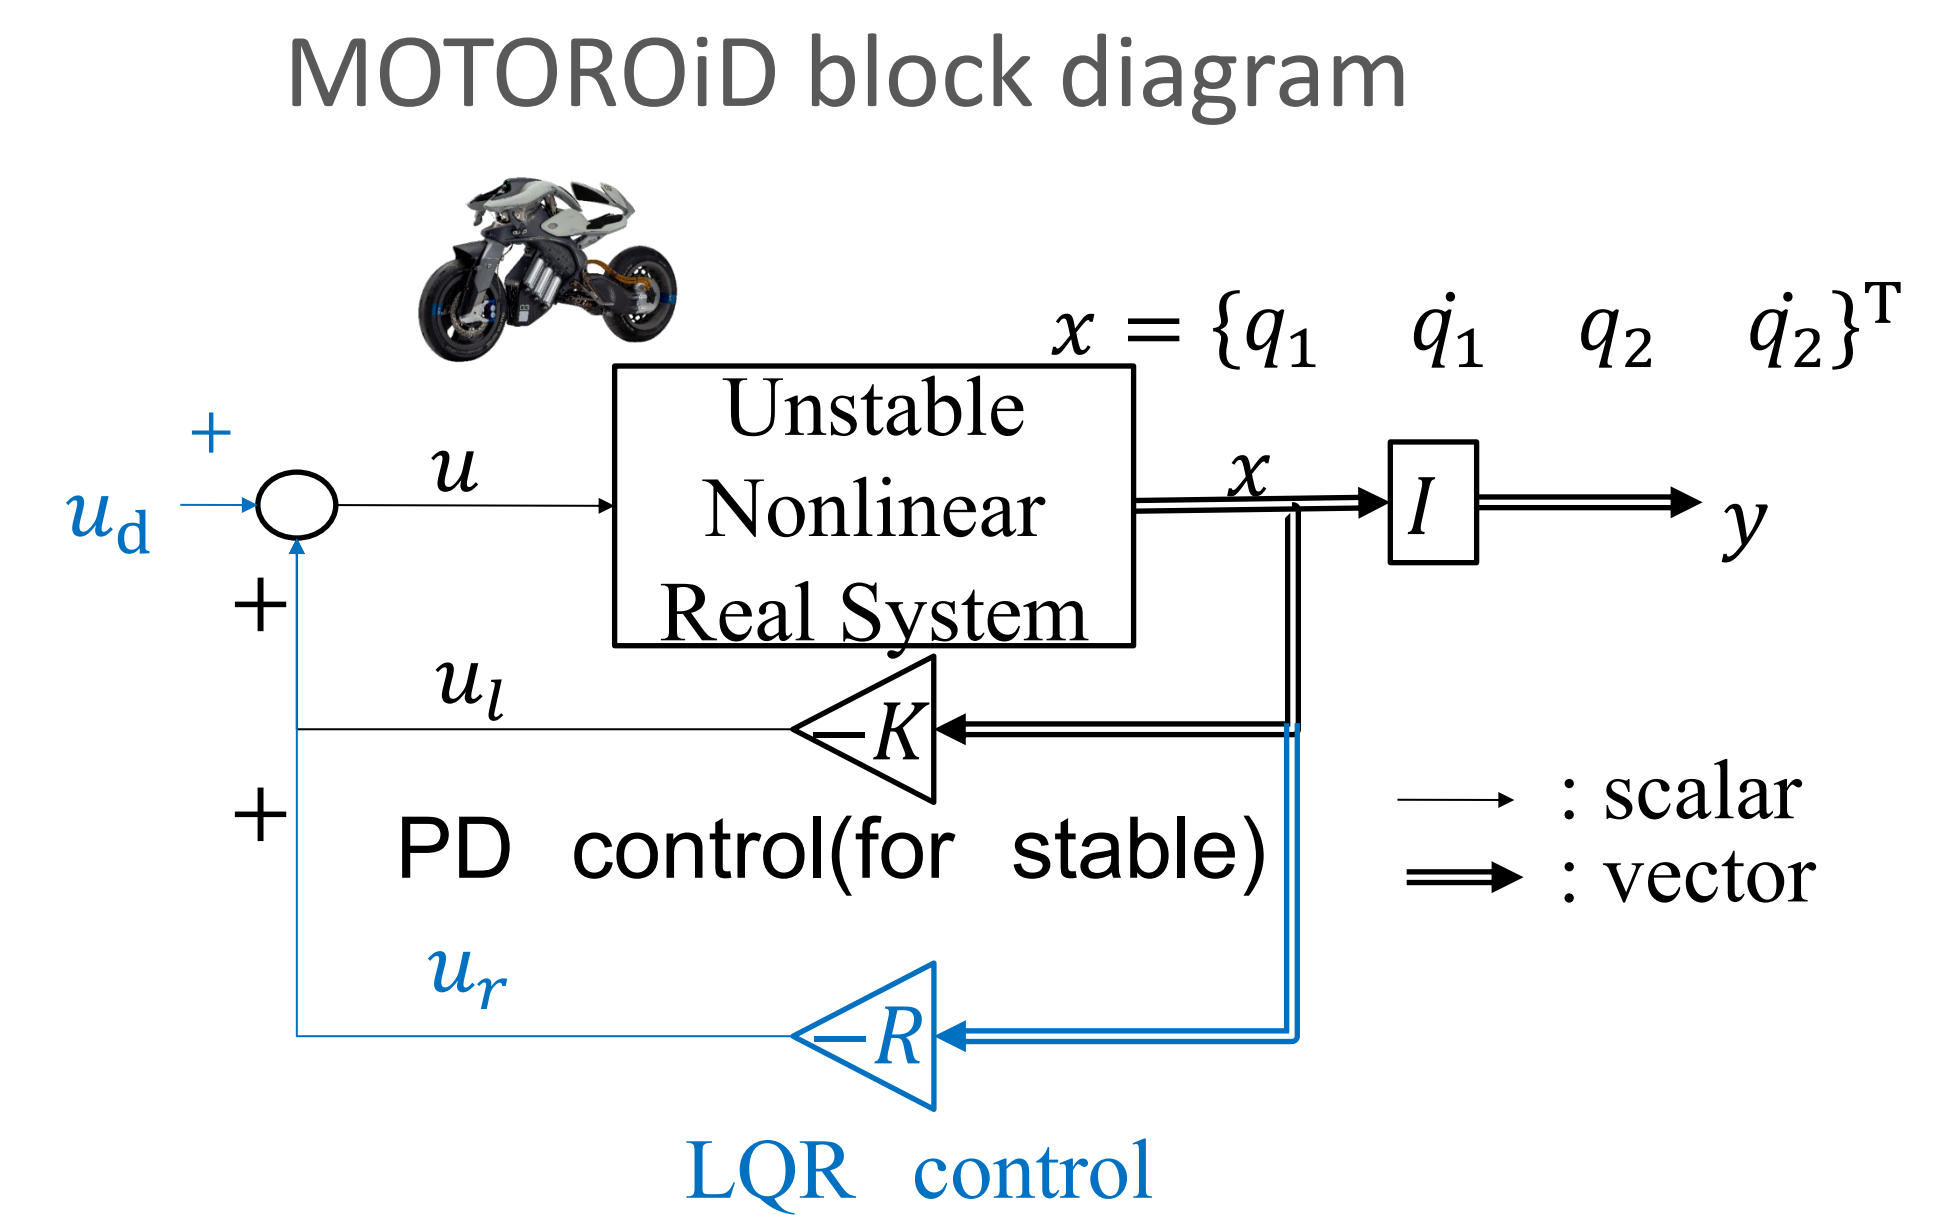 MOTOROiD block diagram
x = {q₁ q̇₁ q₂ q̇₂}ᵀ
Unstable
Nonlinear
Real System
+
u_d
u
x
I
y
+
u_l
−K
+
PD control(for stable)
: scalar
: vector
u_r
−R
LQR control